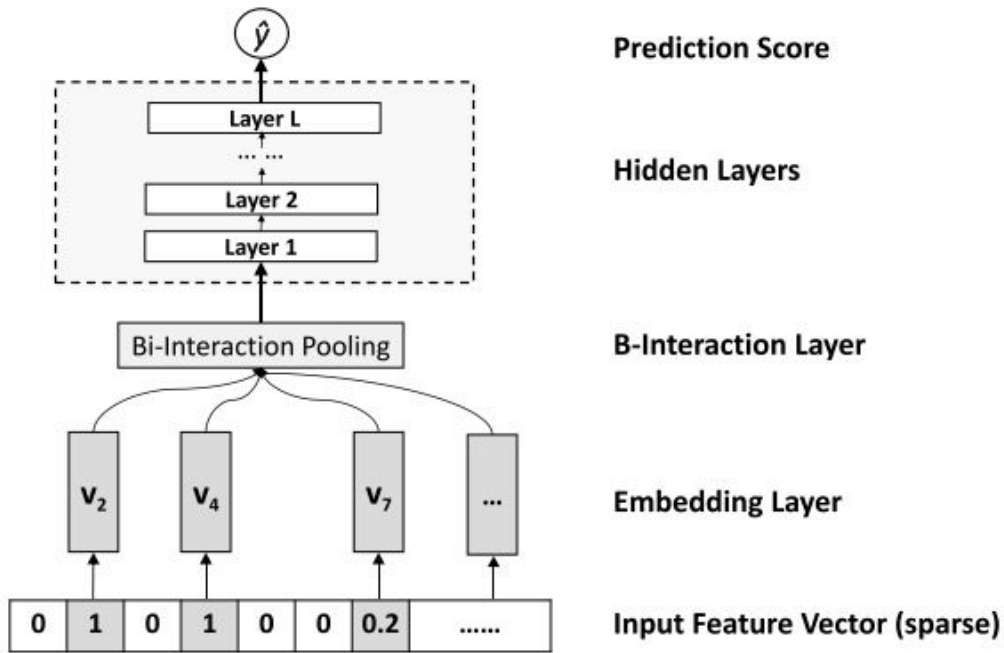 ŷ
Prediction Score
Layer L
... ...
Hidden Layers
Layer 2
Layer 1
Bi-Interaction Pooling
B-Interaction Layer
v₂ v₄ v₇ ...
Embedding Layer
0 1 0 1 0 0 0.2 ......
Input Feature Vector (sparse)